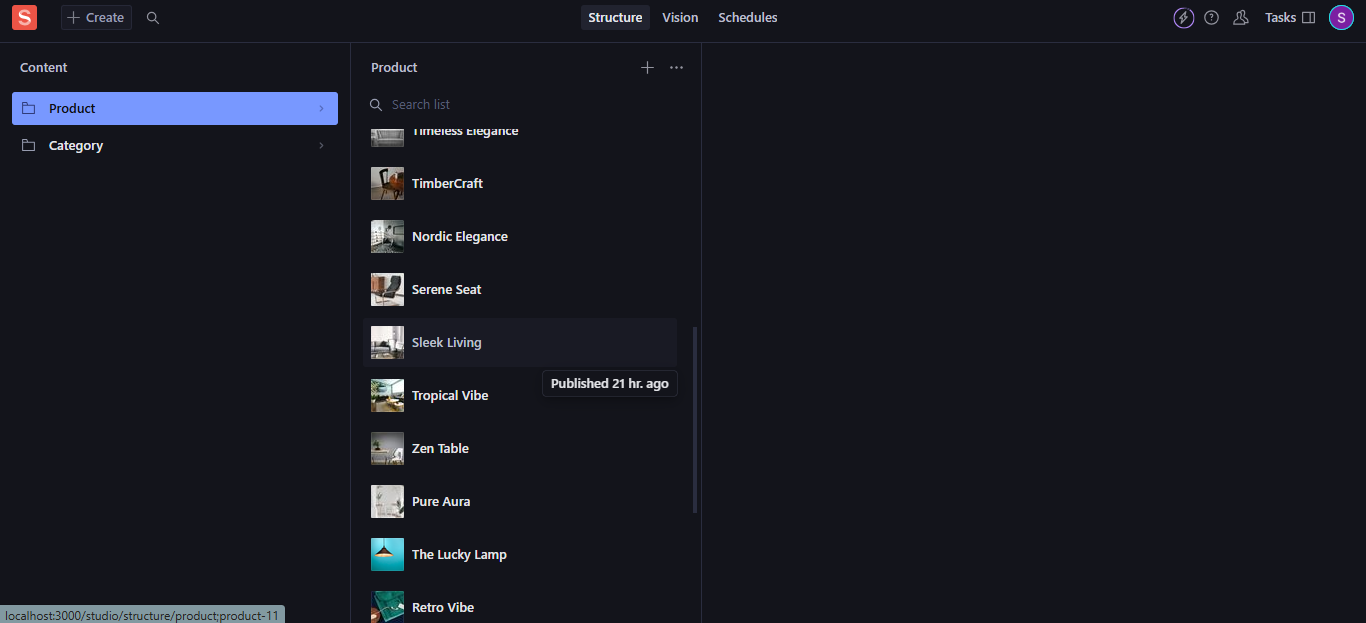 S
Create
Structure
Vision
Schedules
Tasks
S
Content
Product
Category
Product
Search list
Timeless Elegance
TimberCraft
Nordic Elegance
Serene Seat
Sleek Living
Published 21 hr. ago
Tropical Vibe
Zen Table
Pure Aura
The Lucky Lamp
Retro Vibe
localhost:3000/studio/structure/product;product-11